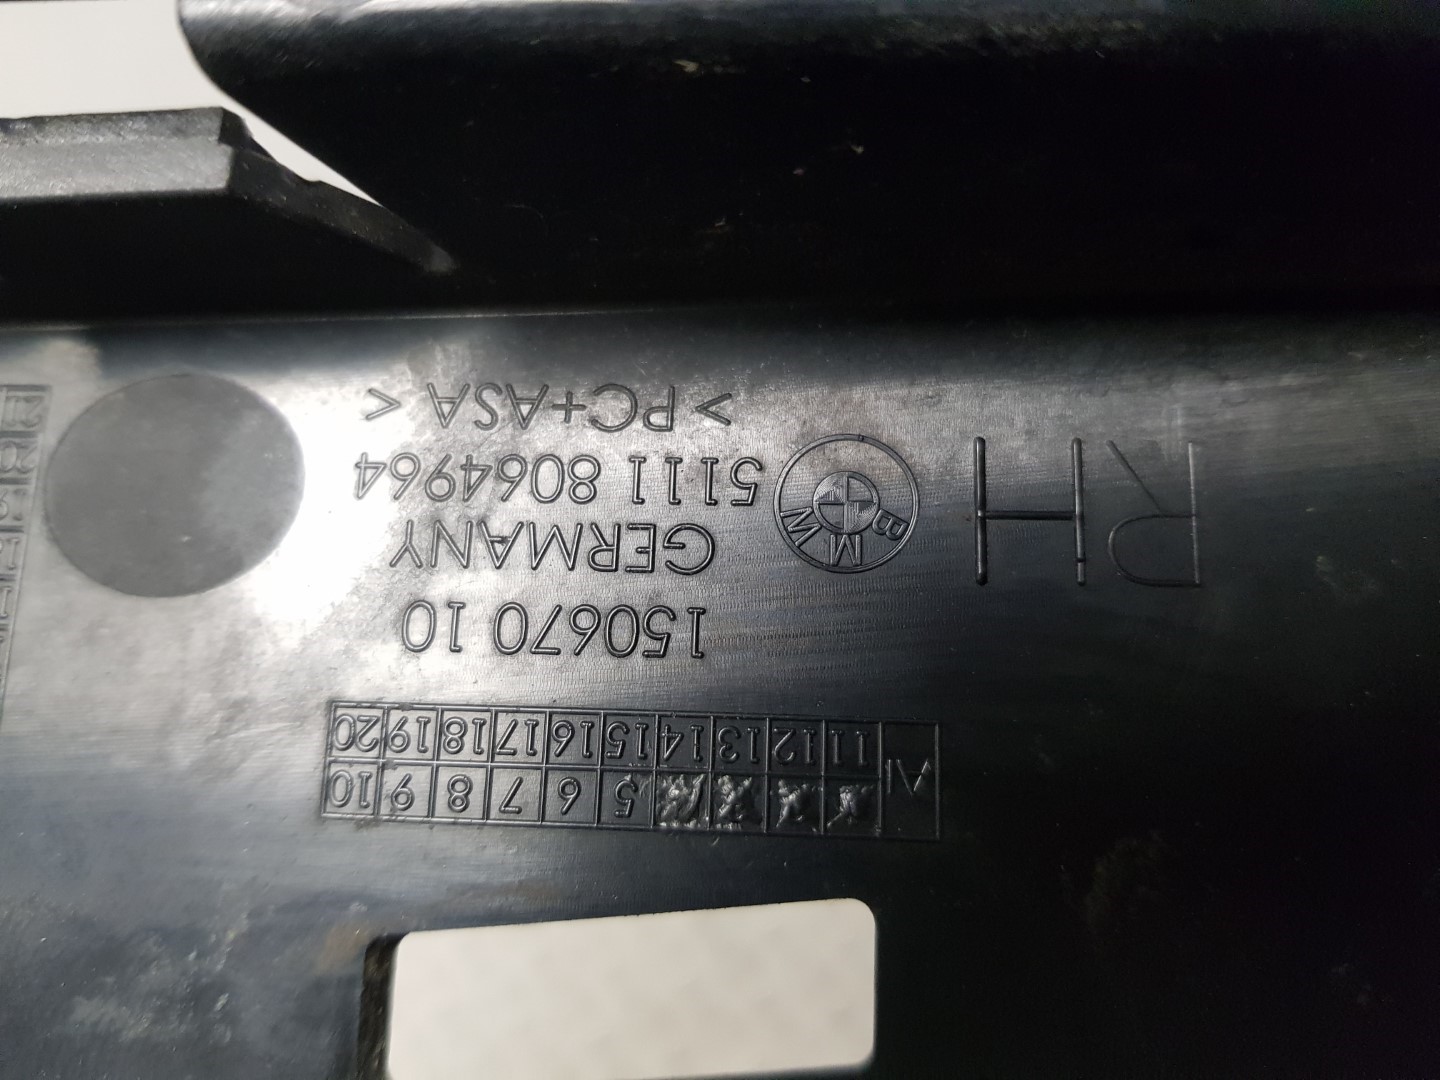 AI 5 6 7 8 9 10
11 12 13 14 15 16 17 18 19 20
150670 10
GERMANY
RH
BMW
5111 8064964
>PC+ASA<